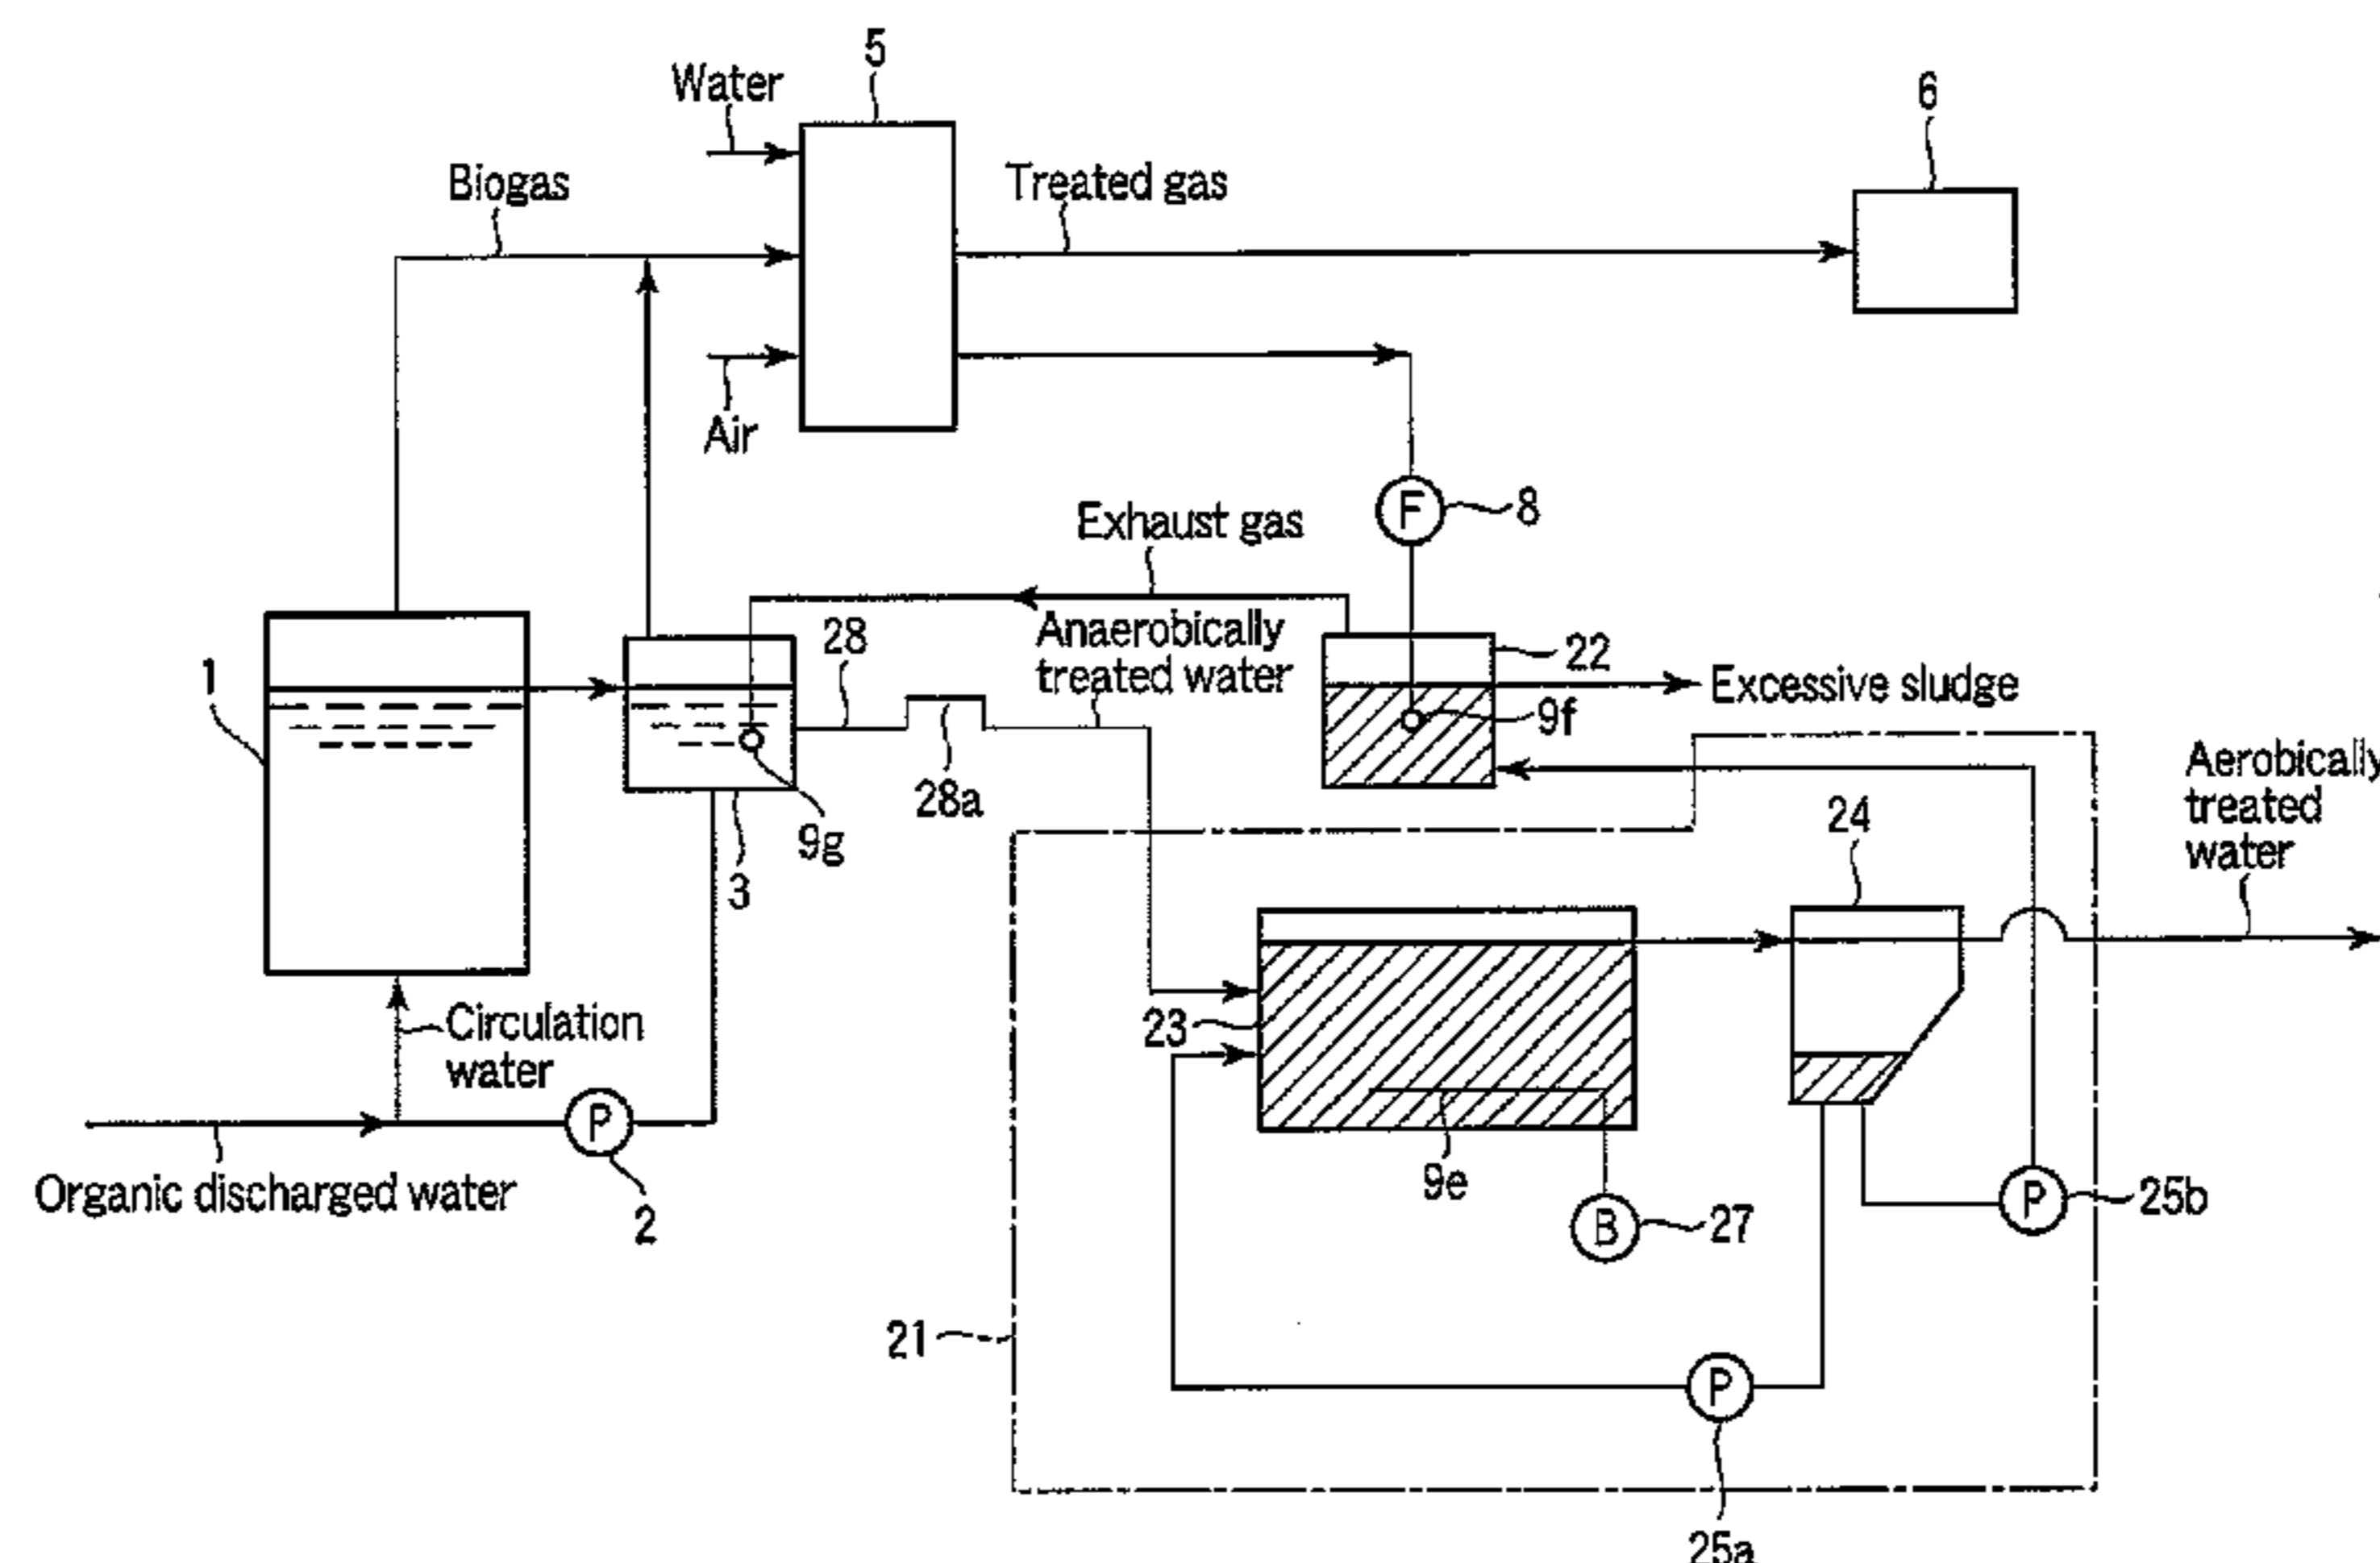 5
Water
6
Biogas
Treated gas
Air
F
8
Exhaust gas
Anaerobically
treated water
28
22
1
Excessive sludge
9f
28a
9g
3
Aerobically
treated
water
24
Circulation
water
23
P
2
Organic discharged water
9e
B
27
P
25b
21
P
25a